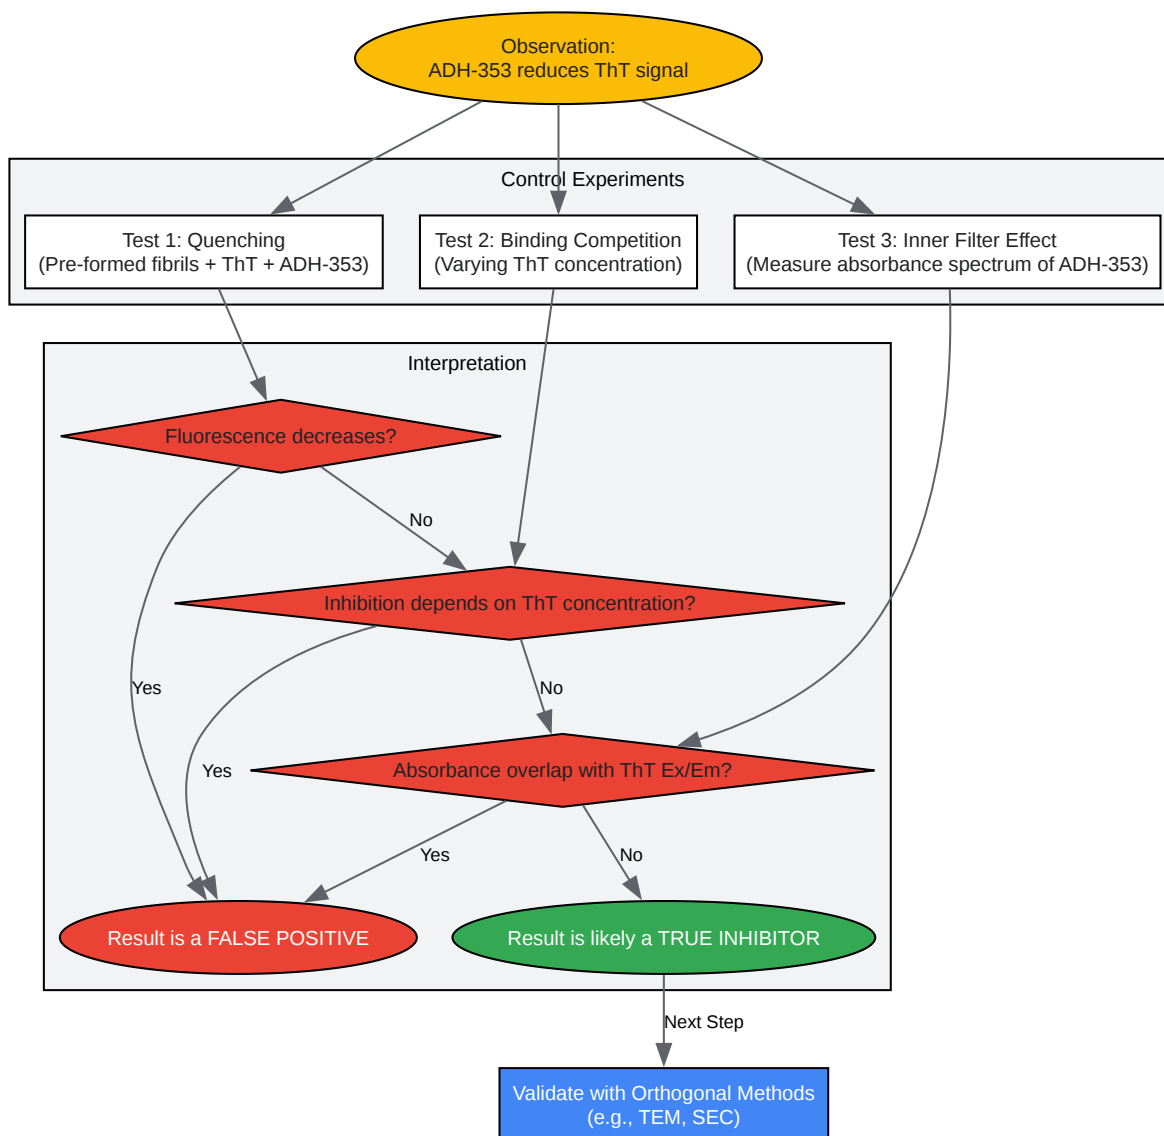 Observation:
ADH-353 reduces ThT signal
Control Experiments
Test 1: Quenching
(Pre-formed fibrils + ThT + ADH-353)
Test 2: Binding Competition
(Varying ThT concentration)
Test 3: Inner Filter Effect
(Measure absorbance spectrum of ADH-353)
Interpretation
Fluorescence decreases?
No
Inhibition depends on ThT concentration?
Yes
No
Yes
Absorbance overlap with ThT Ex/Em?
Yes
No
Result is a FALSE POSITIVE
Result is likely a TRUE INHIBITOR
Next Step
Validate with Orthogonal Methods
(e.g., TEM, SEC)